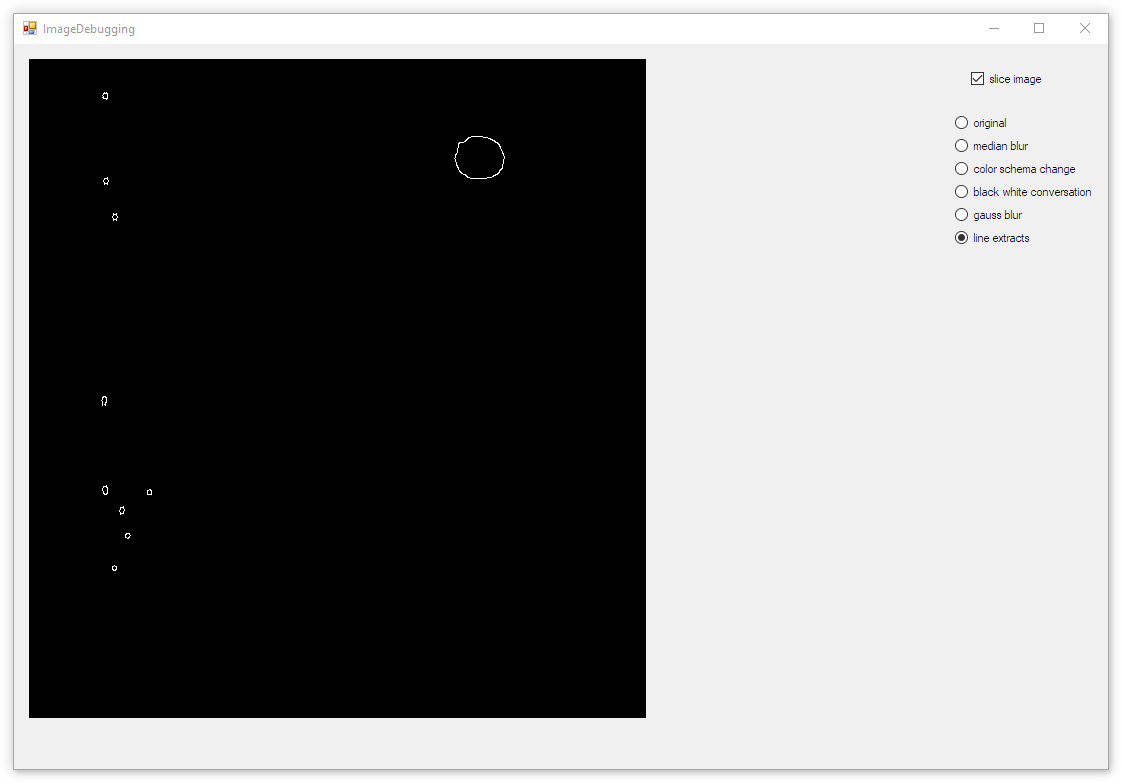 ImageDebugging
slice image
original
median blur
color schema change
black white conversation
gauss blur
line extracts